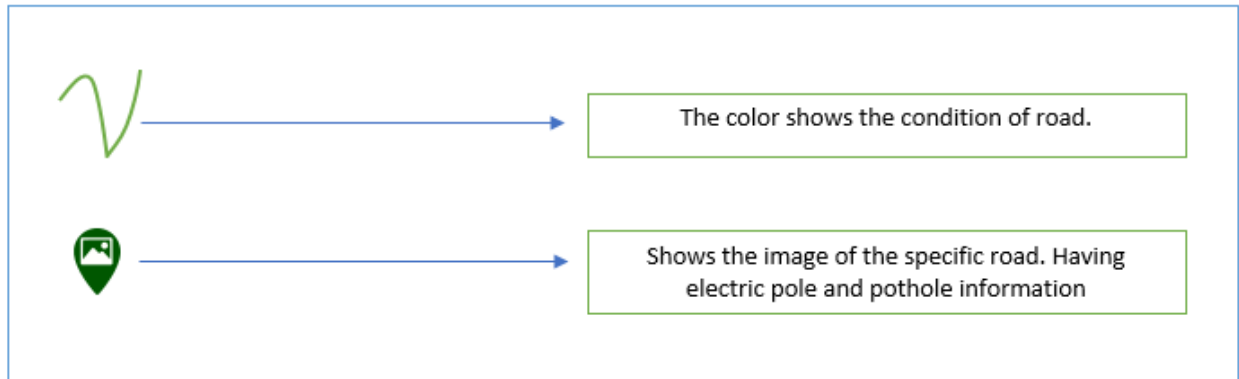 The color shows the condition of road.
Shows the image of the specific road. Having
electric pole and pothole information